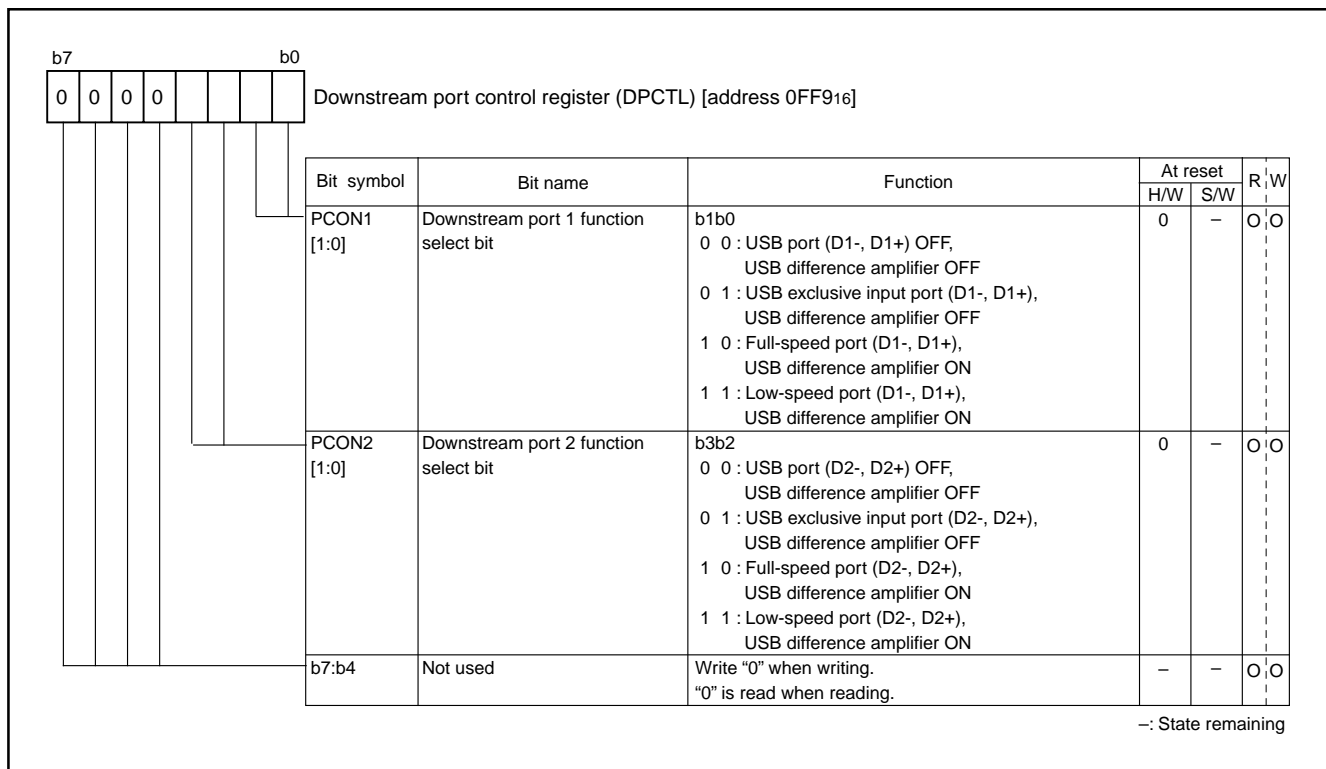 b7 b0
0 0 0 0 Downstream port control register (DPCTL) [address 0FF916]
Bit symbol Bit name Function At reset R W
H/W S/W
PCON1 Downstream port 1 function b1b0 0 – O O
[1:0] select bit 0 0 : USB port (D1-, D1+) OFF,
USB difference amplifier OFF
0 1 : USB exclusive input port (D1-, D1+),
USB difference amplifier OFF
1 0 : Full-speed port (D1-, D1+),
USB difference amplifier ON
1 1 : Low-speed port (D1-, D1+),
USB difference amplifier ON
PCON2 Downstream port 2 function b3b2 0 – O O
[1:0] select bit 0 0 : USB port (D2-, D2+) OFF,
USB difference amplifier OFF
0 1 : USB exclusive input port (D2-, D2+),
USB difference amplifier OFF
1 0 : Full-speed port (D2-, D2+),
USB difference amplifier ON
1 1 : Low-speed port (D2-, D2+),
USB difference amplifier ON
b7:b4 Not used Write “0” when writing. – – O O
“0” is read when reading.
–: State remaining